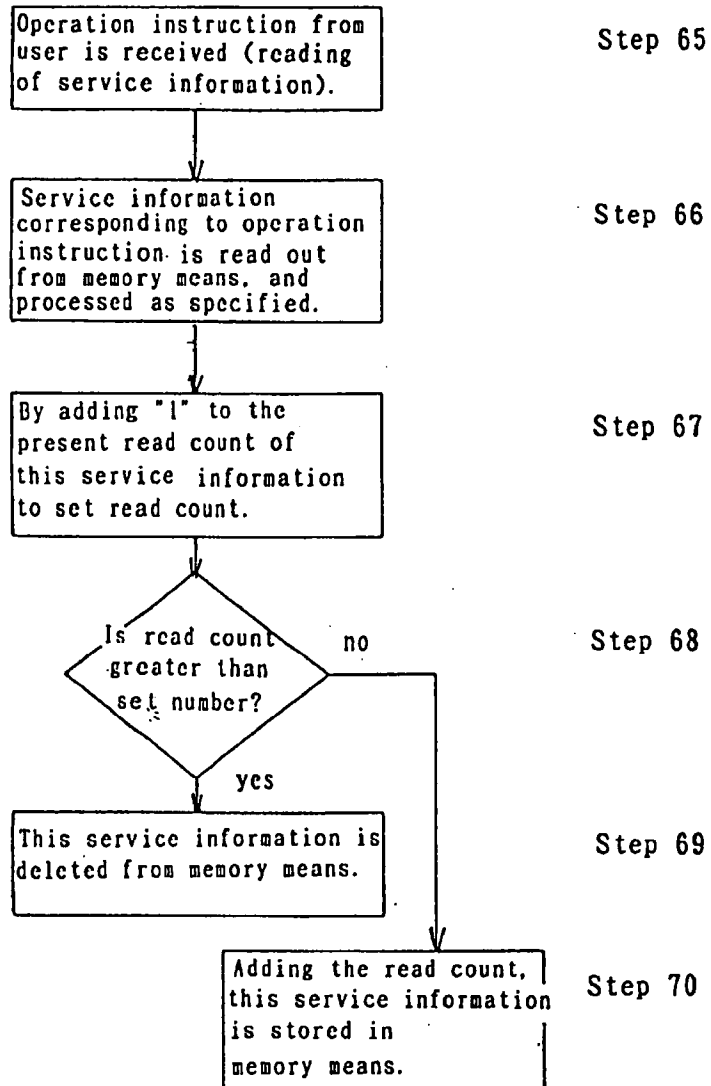 Operation instruction from
user is received (reading
of service information).
Step 65
Service information
corresponding to operation
instruction is read out
from memory means, and
processed as specified.
Step 66
By adding "1" to the
present read count of
this service information
to set read count.
Step 67
Is read count
greater than
set number?
no
Step 68
yes
This service information is
deleted from memory means.
Step 69
Adding the read count,
this service information
is stored in
memory means.
Step 70